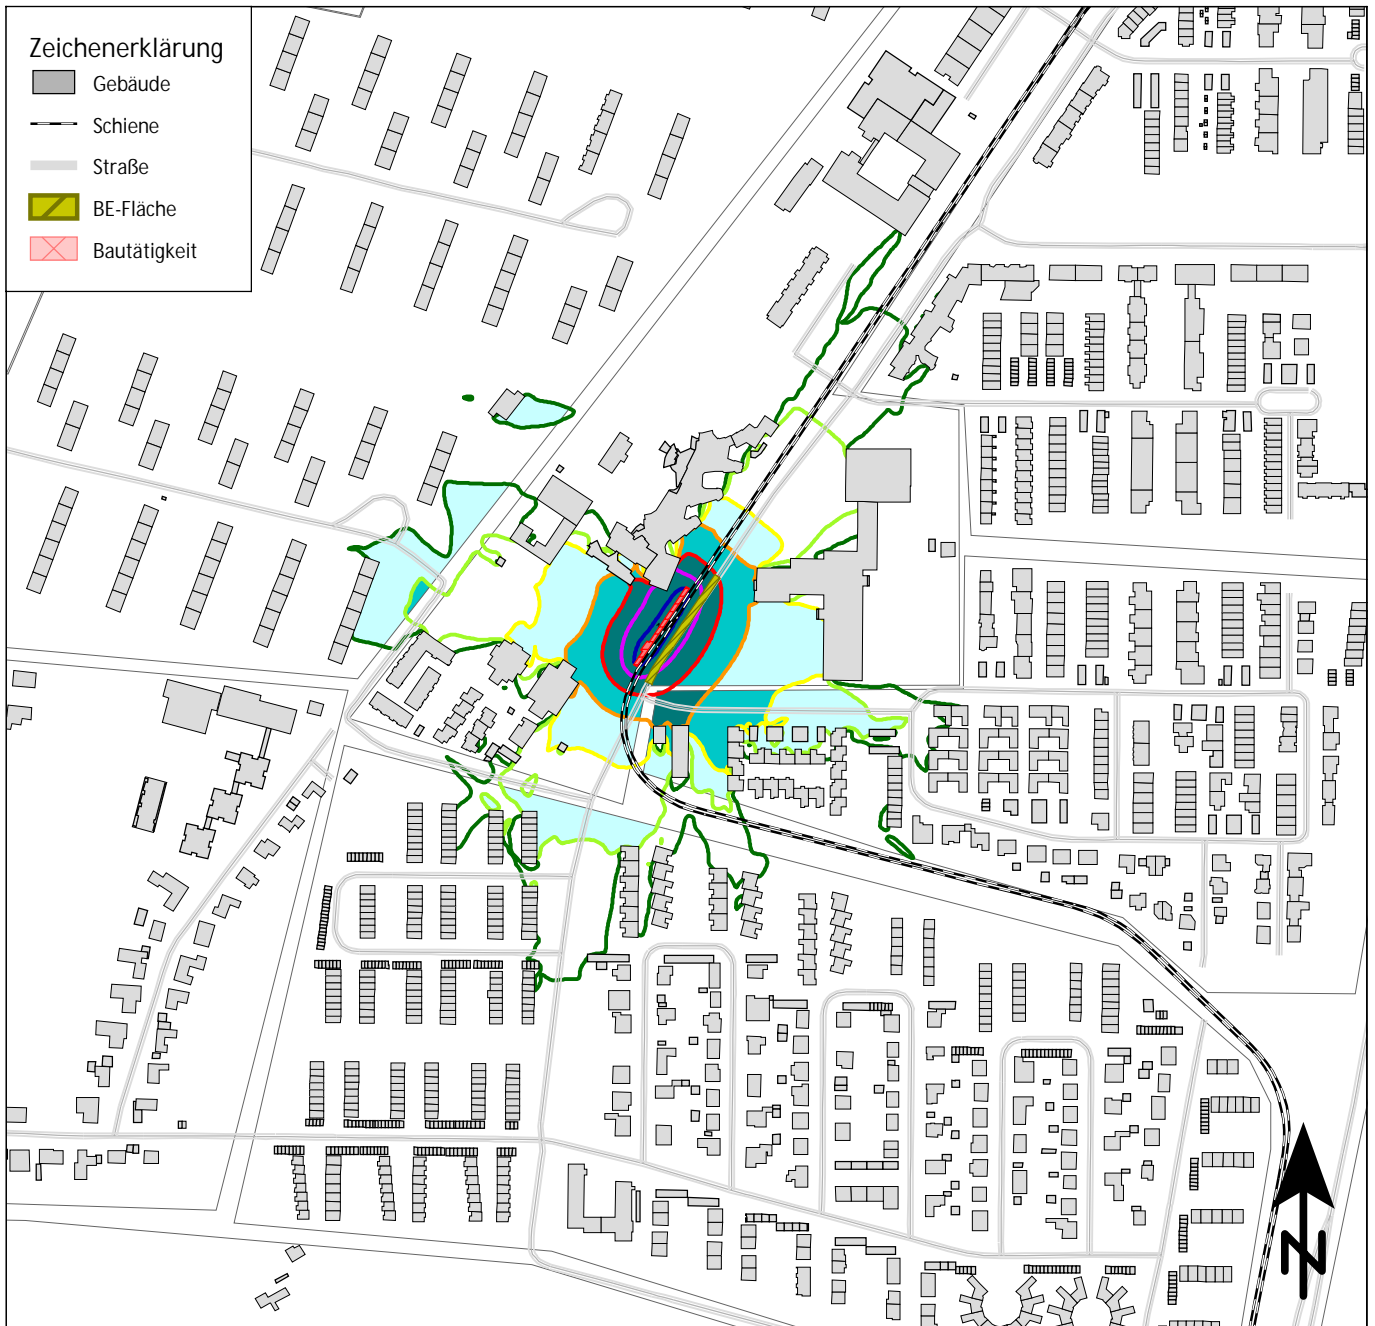 Zeichenerklärung
Gebäude
Schiene
Straße
BE-Fläche
Bautätigkeit
N